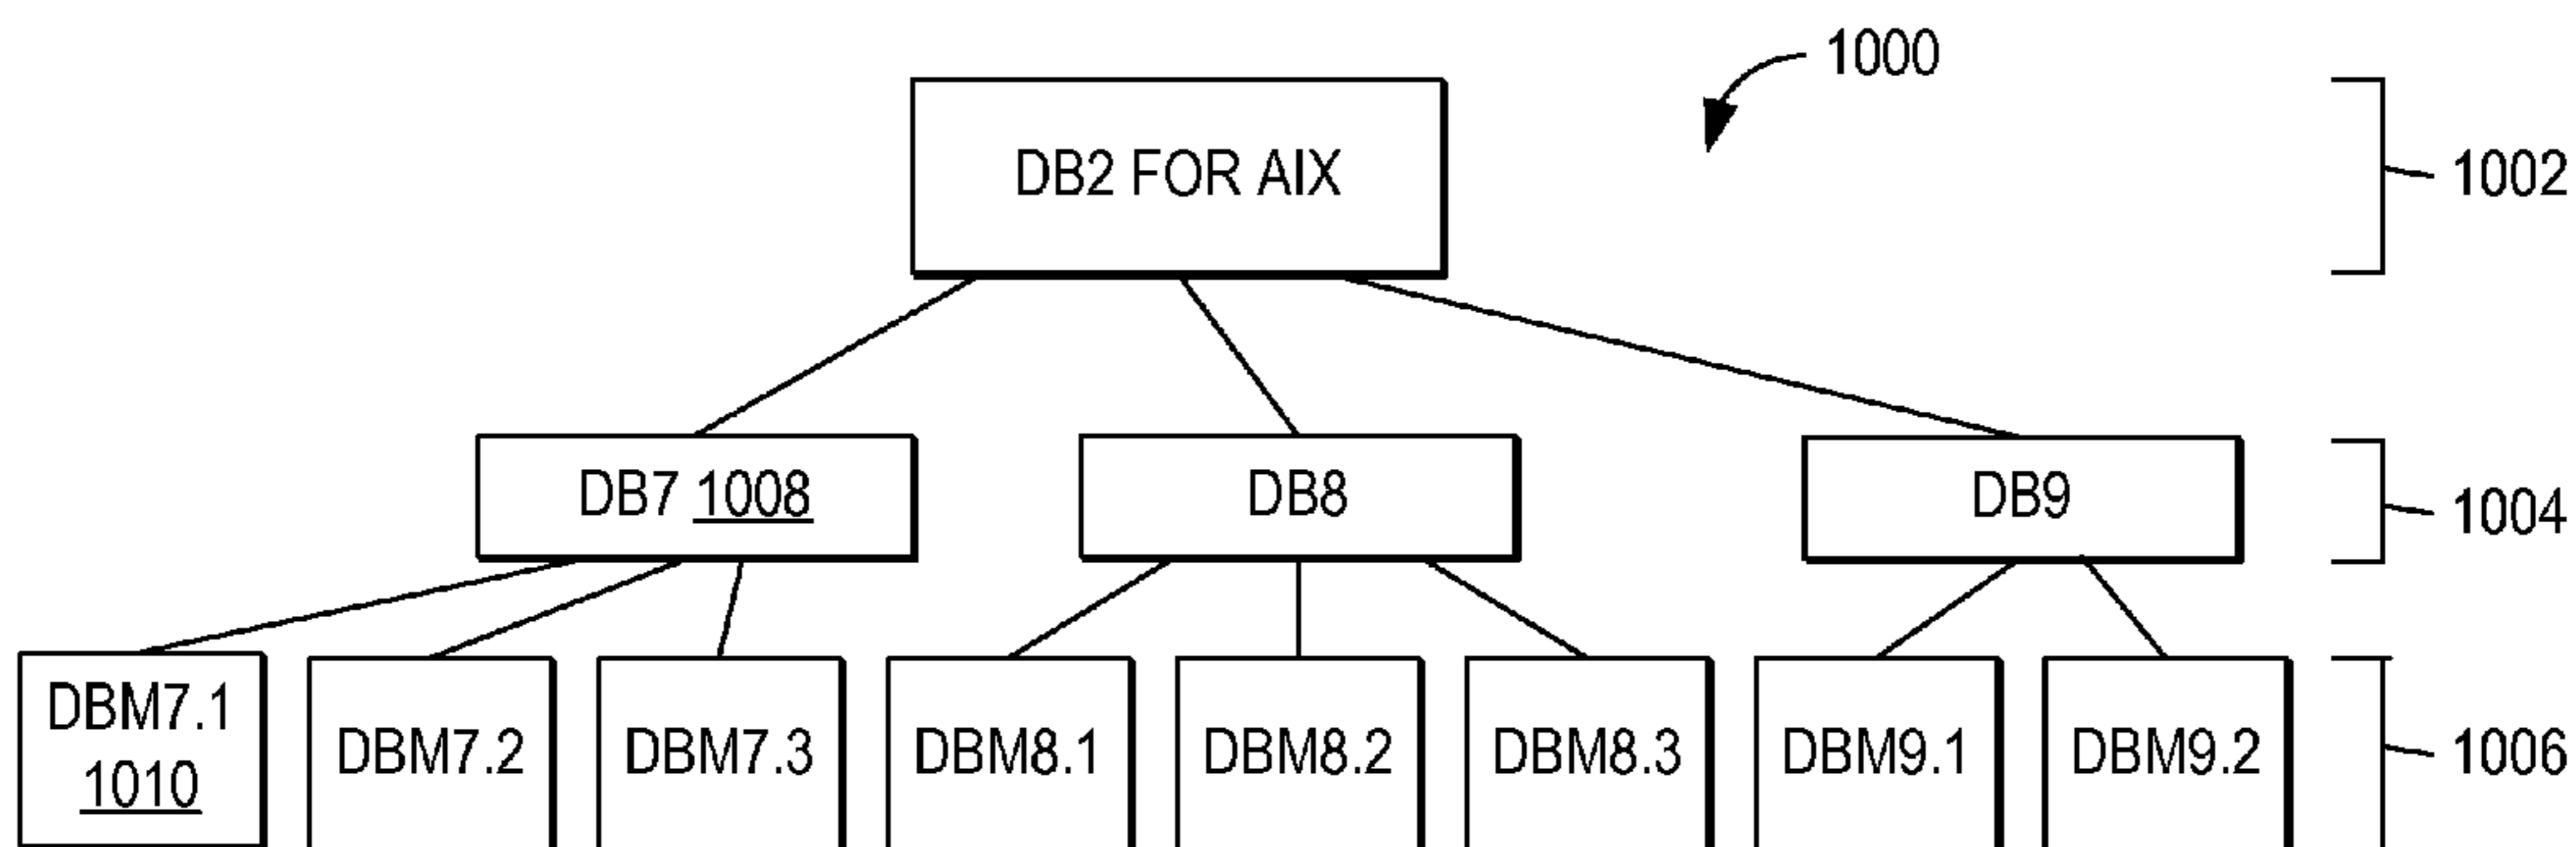 1000
DB2 FOR AIX
1002
DB7 1008
DB8
DB9
1004
DBM7.1
1010
DBM7.2
DBM7.3
DBM8.1
DBM8.2
DBM8.3
DBM9.1
DBM9.2
1006